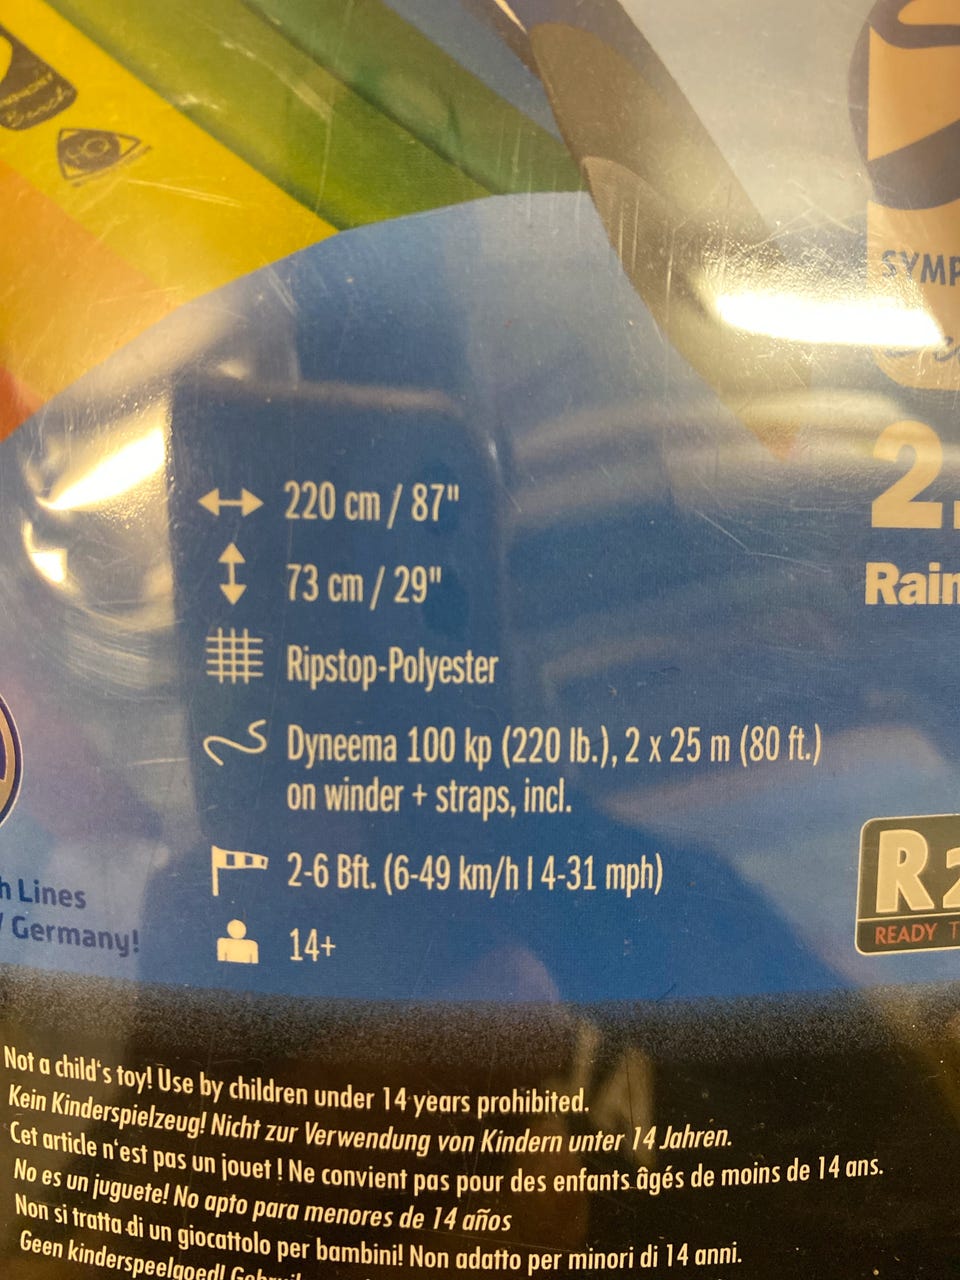 HQ
SYMP
220 cm / 87"
2.
73 cm / 29"
Rain
Ripstop-Polyester
Dyneema 100 kp (220 lb.), 2 x 25 m (80 ft.)
on winder + straps, incl.
2-6 Bft. (6-49 km/h | 4-31 mph)
R2
READY T
h Lines
Germany!
14+
Not a child's toy! Use by children under 14 years prohibited.
Kein Kinderspielzeug! Nicht zur Verwendung von Kindern unter 14 Jahren.
Cet article n'est pas un jouet ! Ne convient pas pour des enfants âgés de moins de 14 ans.
No es un juguete! No apto para menores de 14 años
Non si tratta di un giocattolo per bambini! Non adatto per minori di 14 anni.
Geen kinderspeelgoed!